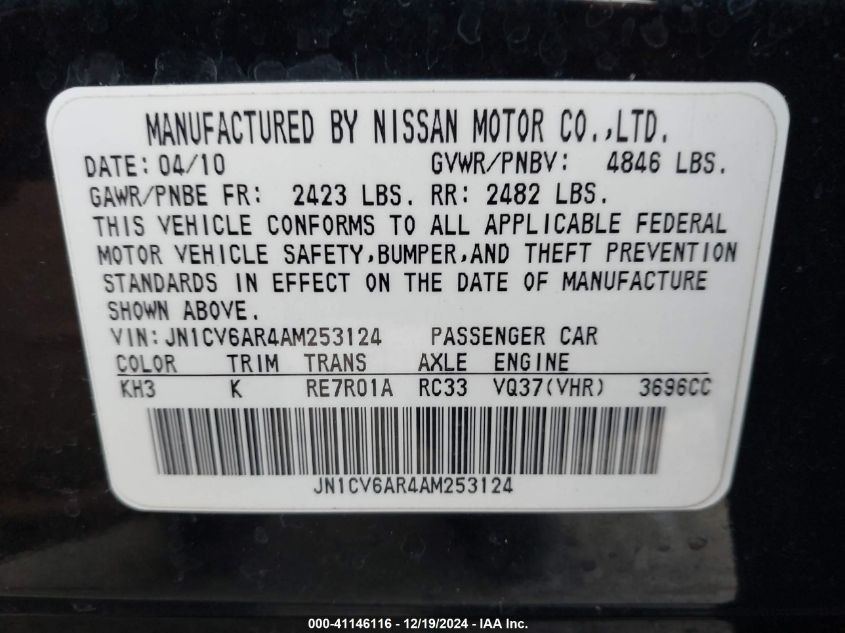 MANUFACTURED BY NISSAN MOTOR CO.,LTD.
DATE: 04/10 GVWR/PNBV: 4846 LBS.
GAWR/PNBE FR: 2423 LBS. RR: 2482 LBS.
THIS VEHICLE CONFORMS TO ALL APPLICABLE FEDERAL
MOTOR VEHICLE SAFETY,BUMPER,AND THEFT PREVENTION
STANDARDS IN EFFECT ON THE DATE OF MANUFACTURE
SHOWN ABOVE.
VIN:JN1CV6AR4AM253124 PASSENGER CAR
COLOR TRIM TRANS AXLE ENGINE
KH3 K RE7R01A RC33 VQ37(VHR) 3696CC
JN1CV6AR4AM253124
000-41146116 - 12/19/2024 - IAA Inc.